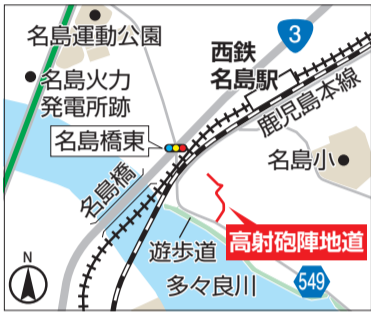 名島運動公園
3
西鉄
名島駅
名島火力
発電所跡
鹿児島本線
名島橋東
名島小
名島橋
高射砲陣地道
遊歩道
多々良川
549
N